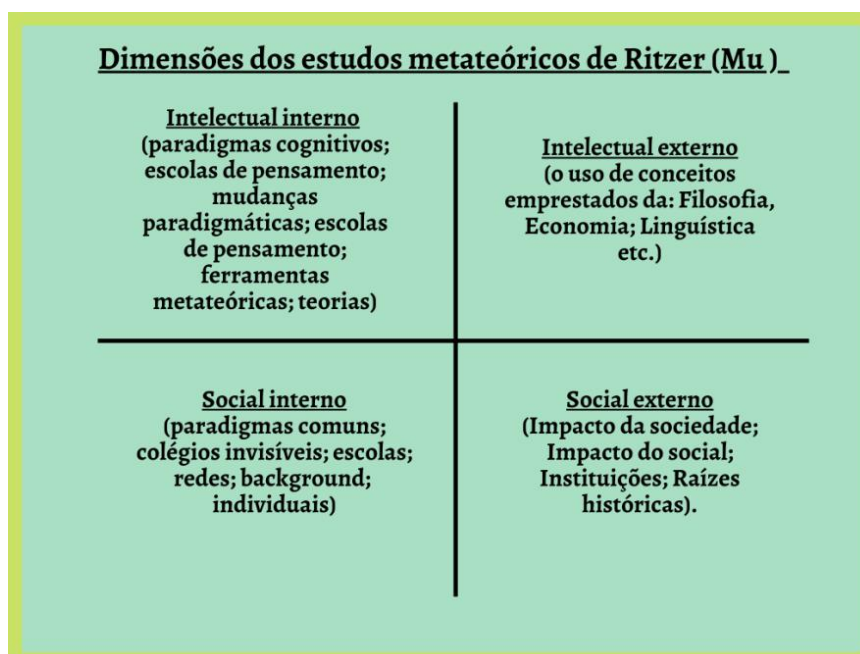 Dimensões dos estudos metateóricos de Ritzer (Mu )
Intelectual interno
(paradigmas cognitivos;
escolas de pensamento;
mudanças
paradigmáticas; escolas
de pensamento;
ferramentas
metateóricas; teorias)
Intelectual externo
(o uso de conceitos
emprestados da: Filosofia,
Economia; Linguística
etc.)
Social interno
(paradigmas comuns;
colégios invisíveis; escolas;
redes; background;
individuais)
Social externo
(Impacto da sociedade;
Impacto do social;
Instituições; Raízes
históricas).